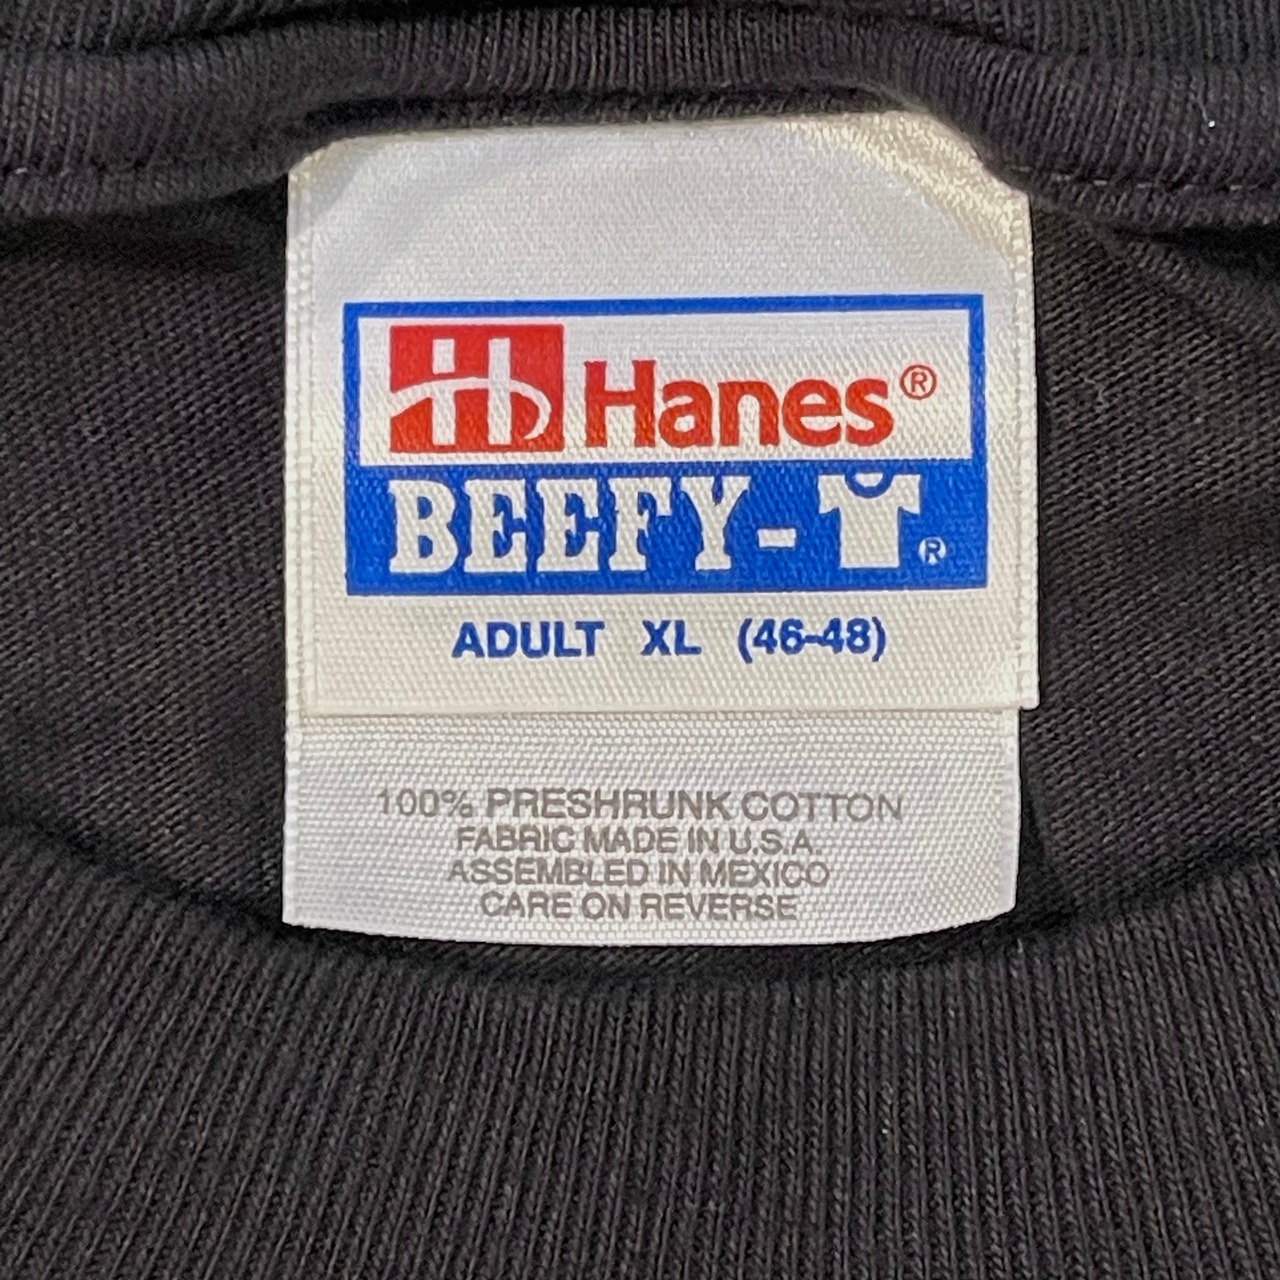 Hanes®
BEEFY-T®
ADULT XL (46-48)
100% PRESHRUNK COTTON
FABRIC MADE IN U.S.A.
ASSEMBLED IN MEXICO
CARE ON REVERSE